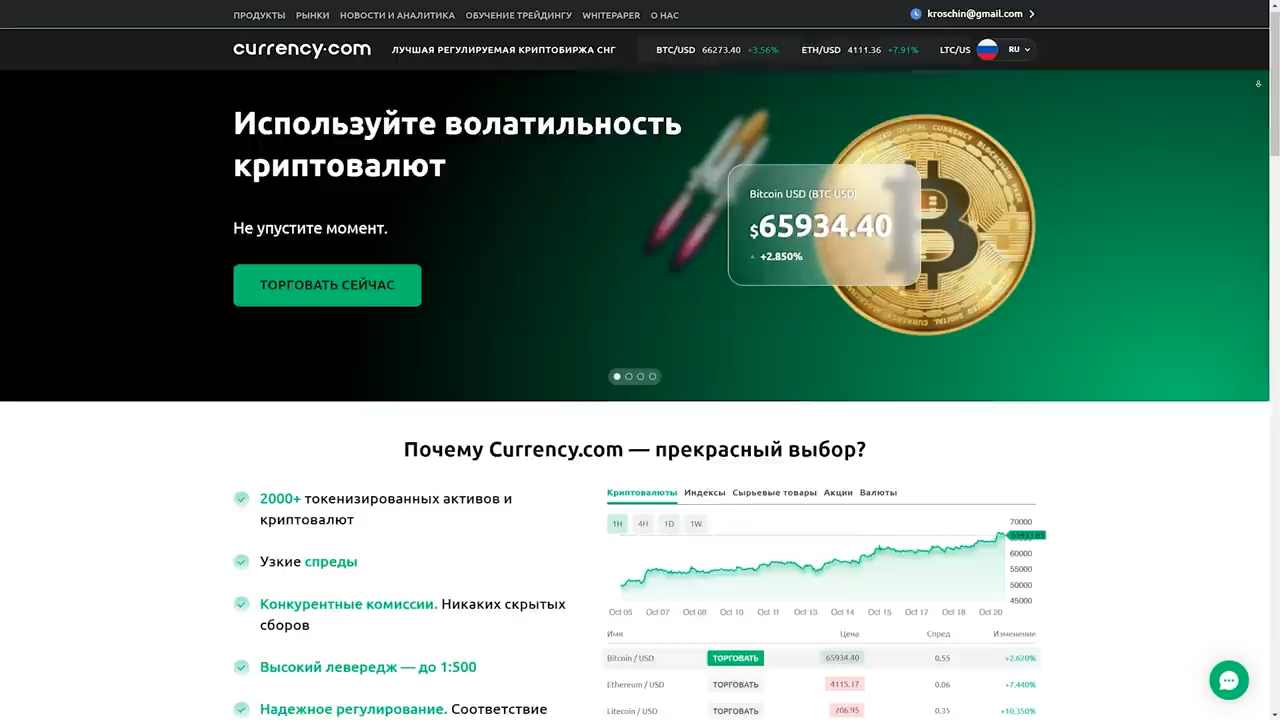 ПРОДУКТЫ РЫНКИ НОВОСТИ И АНАЛИТИКА ОБУЧЕНИЕ ТРЕЙДИНГУ WHITEPAPER О НАС kroschin@gmail.com
currency.com ЛУЧШАЯ РЕГУЛИРУЕМАЯ КРИПТОБИРЖА СНГ BTC/USD 66273.40 +3.56% ETH/USD 4111.36 +7.91% LTC/US RU
Используйте волатильность
криптовалют
Не упустите момент.
ТОРГОВАТЬ СЕЙЧАС
Bitcoin USD (BTC-USD)
$65934.40
+2.850%
Почему Currency.com — прекрасный выбор?
2000+ токенизированных активов и
криптовалют
Узкие спреды
Конкурентные комиссии. Никаких скрытых
сборов
Высокий левередж — до 1:500
Надежное регулирование. Соответствие
Криптовалюты Индексы Сырьевые товары Акции Валюты
1H 4H 1D 1W
70000
60000
55000
50000
45000
Oct 05 Oct 07 Oct 08 Oct 10 Oct 11 Oct 13 Oct 14 Oct 15 Oct 17 Oct 18 Oct 20
Имя Цена Спред Изменение
Bitcoin / USD ТОРГОВАТЬ 65934.40 0.55 +2.620%
Ethereum / USD ТОРГОВАТЬ 4115.17 0.06 +7.440%
Litecoin / USD ТОРГОВАТЬ 206.95 0.35 +10.350%